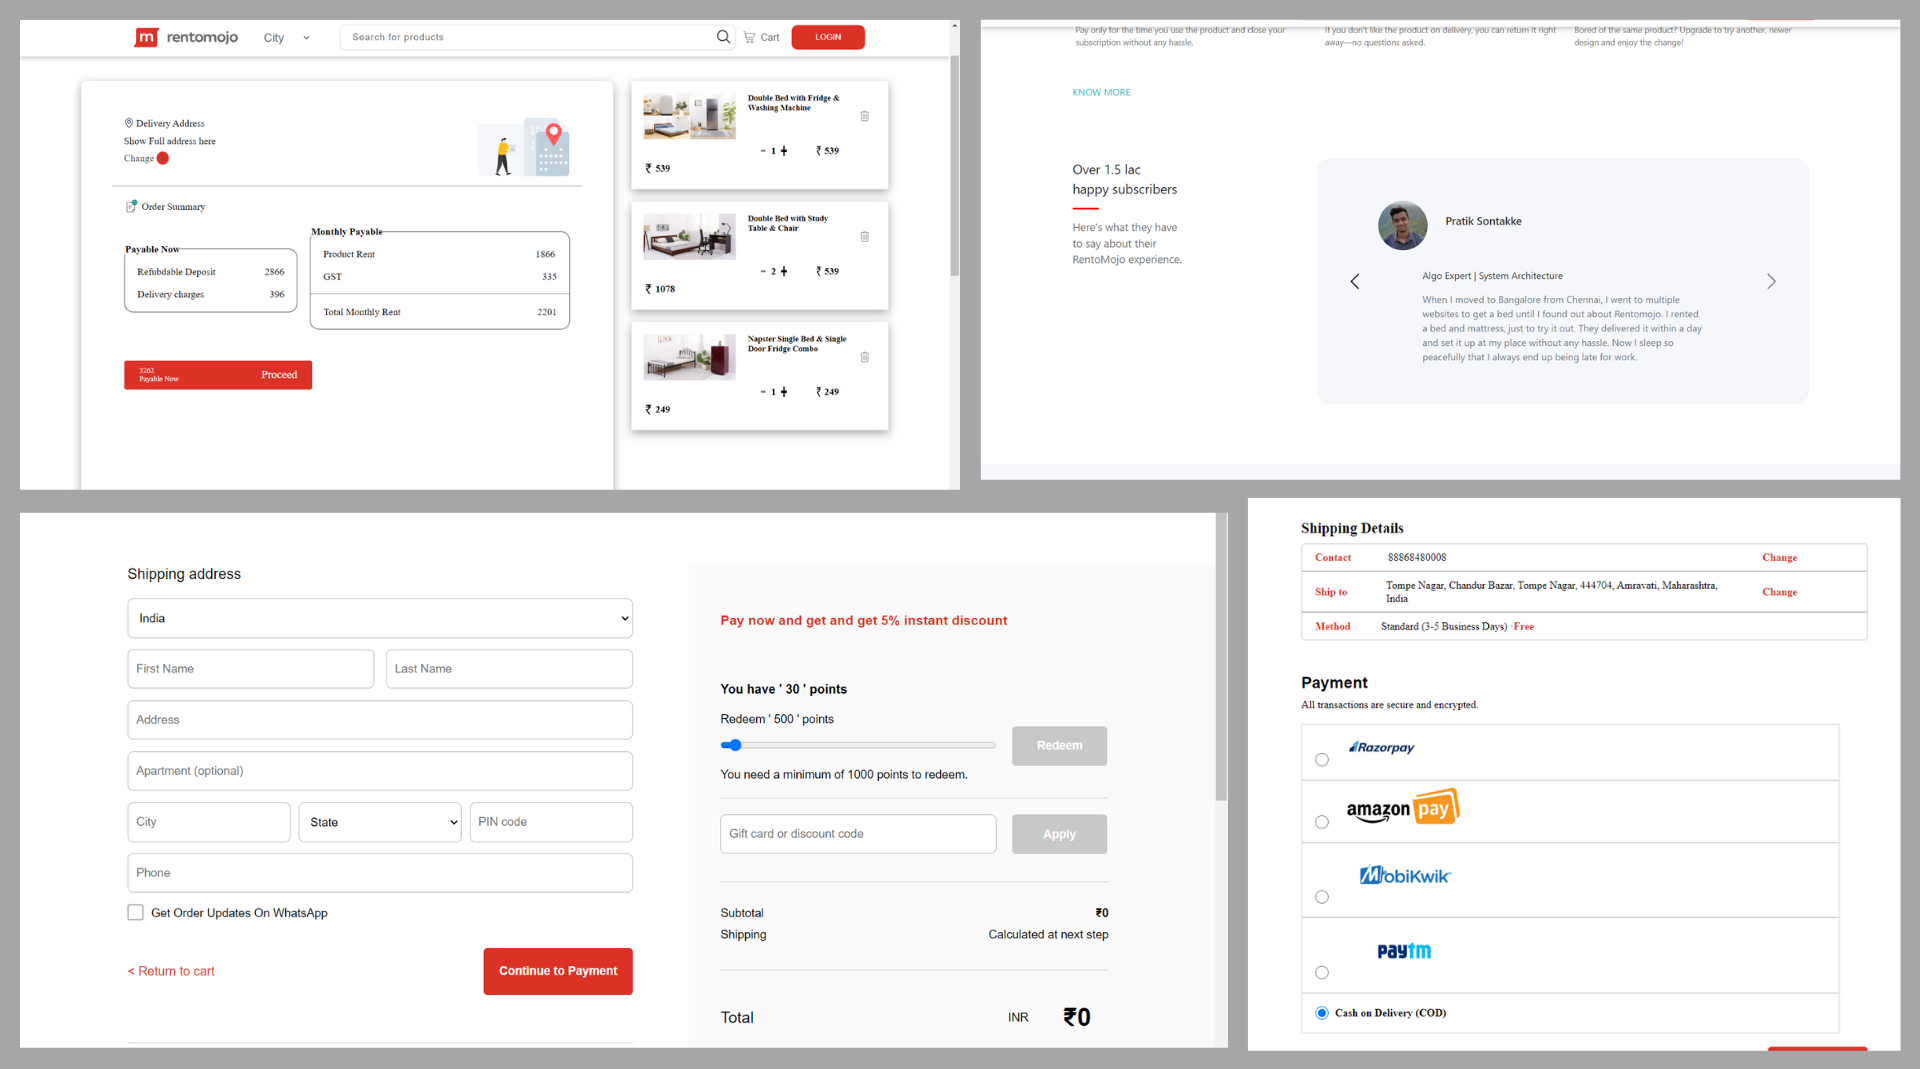 rentomojo
City
Search for products
Cart
LOGIN
Delivery Address
Show Full address here
Change
Order Summary
Payable Now
Refubdable Deposit 2866
Delivery charges 396
Monthly Payable
Product Rent 1866
GST 335
Total Monthly Rent 2201
3262
Payable Now
Proceed
Double Bed with Fridge &
Washing Machine
- 1 + ₹ 539
₹ 539
Double Bed with Study
Table & Chair
- 2 + ₹ 539
₹ 1078
Napster Single Bed & Single
Door Fridge Combo
- 1 + ₹ 249
₹ 249
Pay only for the time you use the product and close your
subscription without any hassle.
If you don't like the product on delivery, you can return it right
away—no questions asked.
Bored of the same product? Upgrade to try another, newer
design and enjoy the change!
KNOW MORE
Over 1.5 lac
happy subscribers
Here's what they have
to say about their
RentoMojo experience.
Pratik Sontakke
Algo Expert | System Architecture
When I moved to Bangalore from Chennai, I went to multiple
websites to get a bed until I found out about Rentomojo. I rented
a bed and mattress, just to try it out. They delivered it within a day
and set it up at my place without any hassle. Now I sleep so
peacefully that I always end up being late for work.
Shipping address
India
First Name
Last Name
Address
Apartment (optional)
City
State
PIN code
Phone
Get Order Updates On WhatsApp
< Return to cart
Continue to Payment
Pay now and get and get 5% instant discount
You have ' 30 ' points
Redeem ' 500 ' points
Redeem
You need a minimum of 1000 points to redeem.
Gift card or discount code
Apply
Subtotal ₹0
Shipping Calculated at next step
Total INR ₹0
Shipping Details
Contact 88868480008 Change
Ship to Tompe Nagar, Chandur Bazar, Tompe Nagar, 444704, Amravati, Maharashtra,
India
Change
Method Standard (3-5 Business Days) ·Free
Payment
All transactions are secure and encrypted.
Razorpay
amazon pay
MobiKwik
paytm
Cash on Delivery (COD)